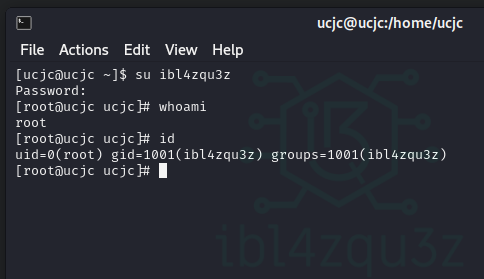 ucjc@ucjc:/home/ucjc
File Actions Edit View Help
[ucjc@ucjc ~]$ su ibl4zqu3z
Password:
[root@ucjc ucjc]# whoami
root
[root@ucjc ucjc]# id
uid=0(root) gid=1001(ibl4zqu3z) groups=1001(ibl4zqu3z)
[root@ucjc ucjc]#
ibl4zqu3z